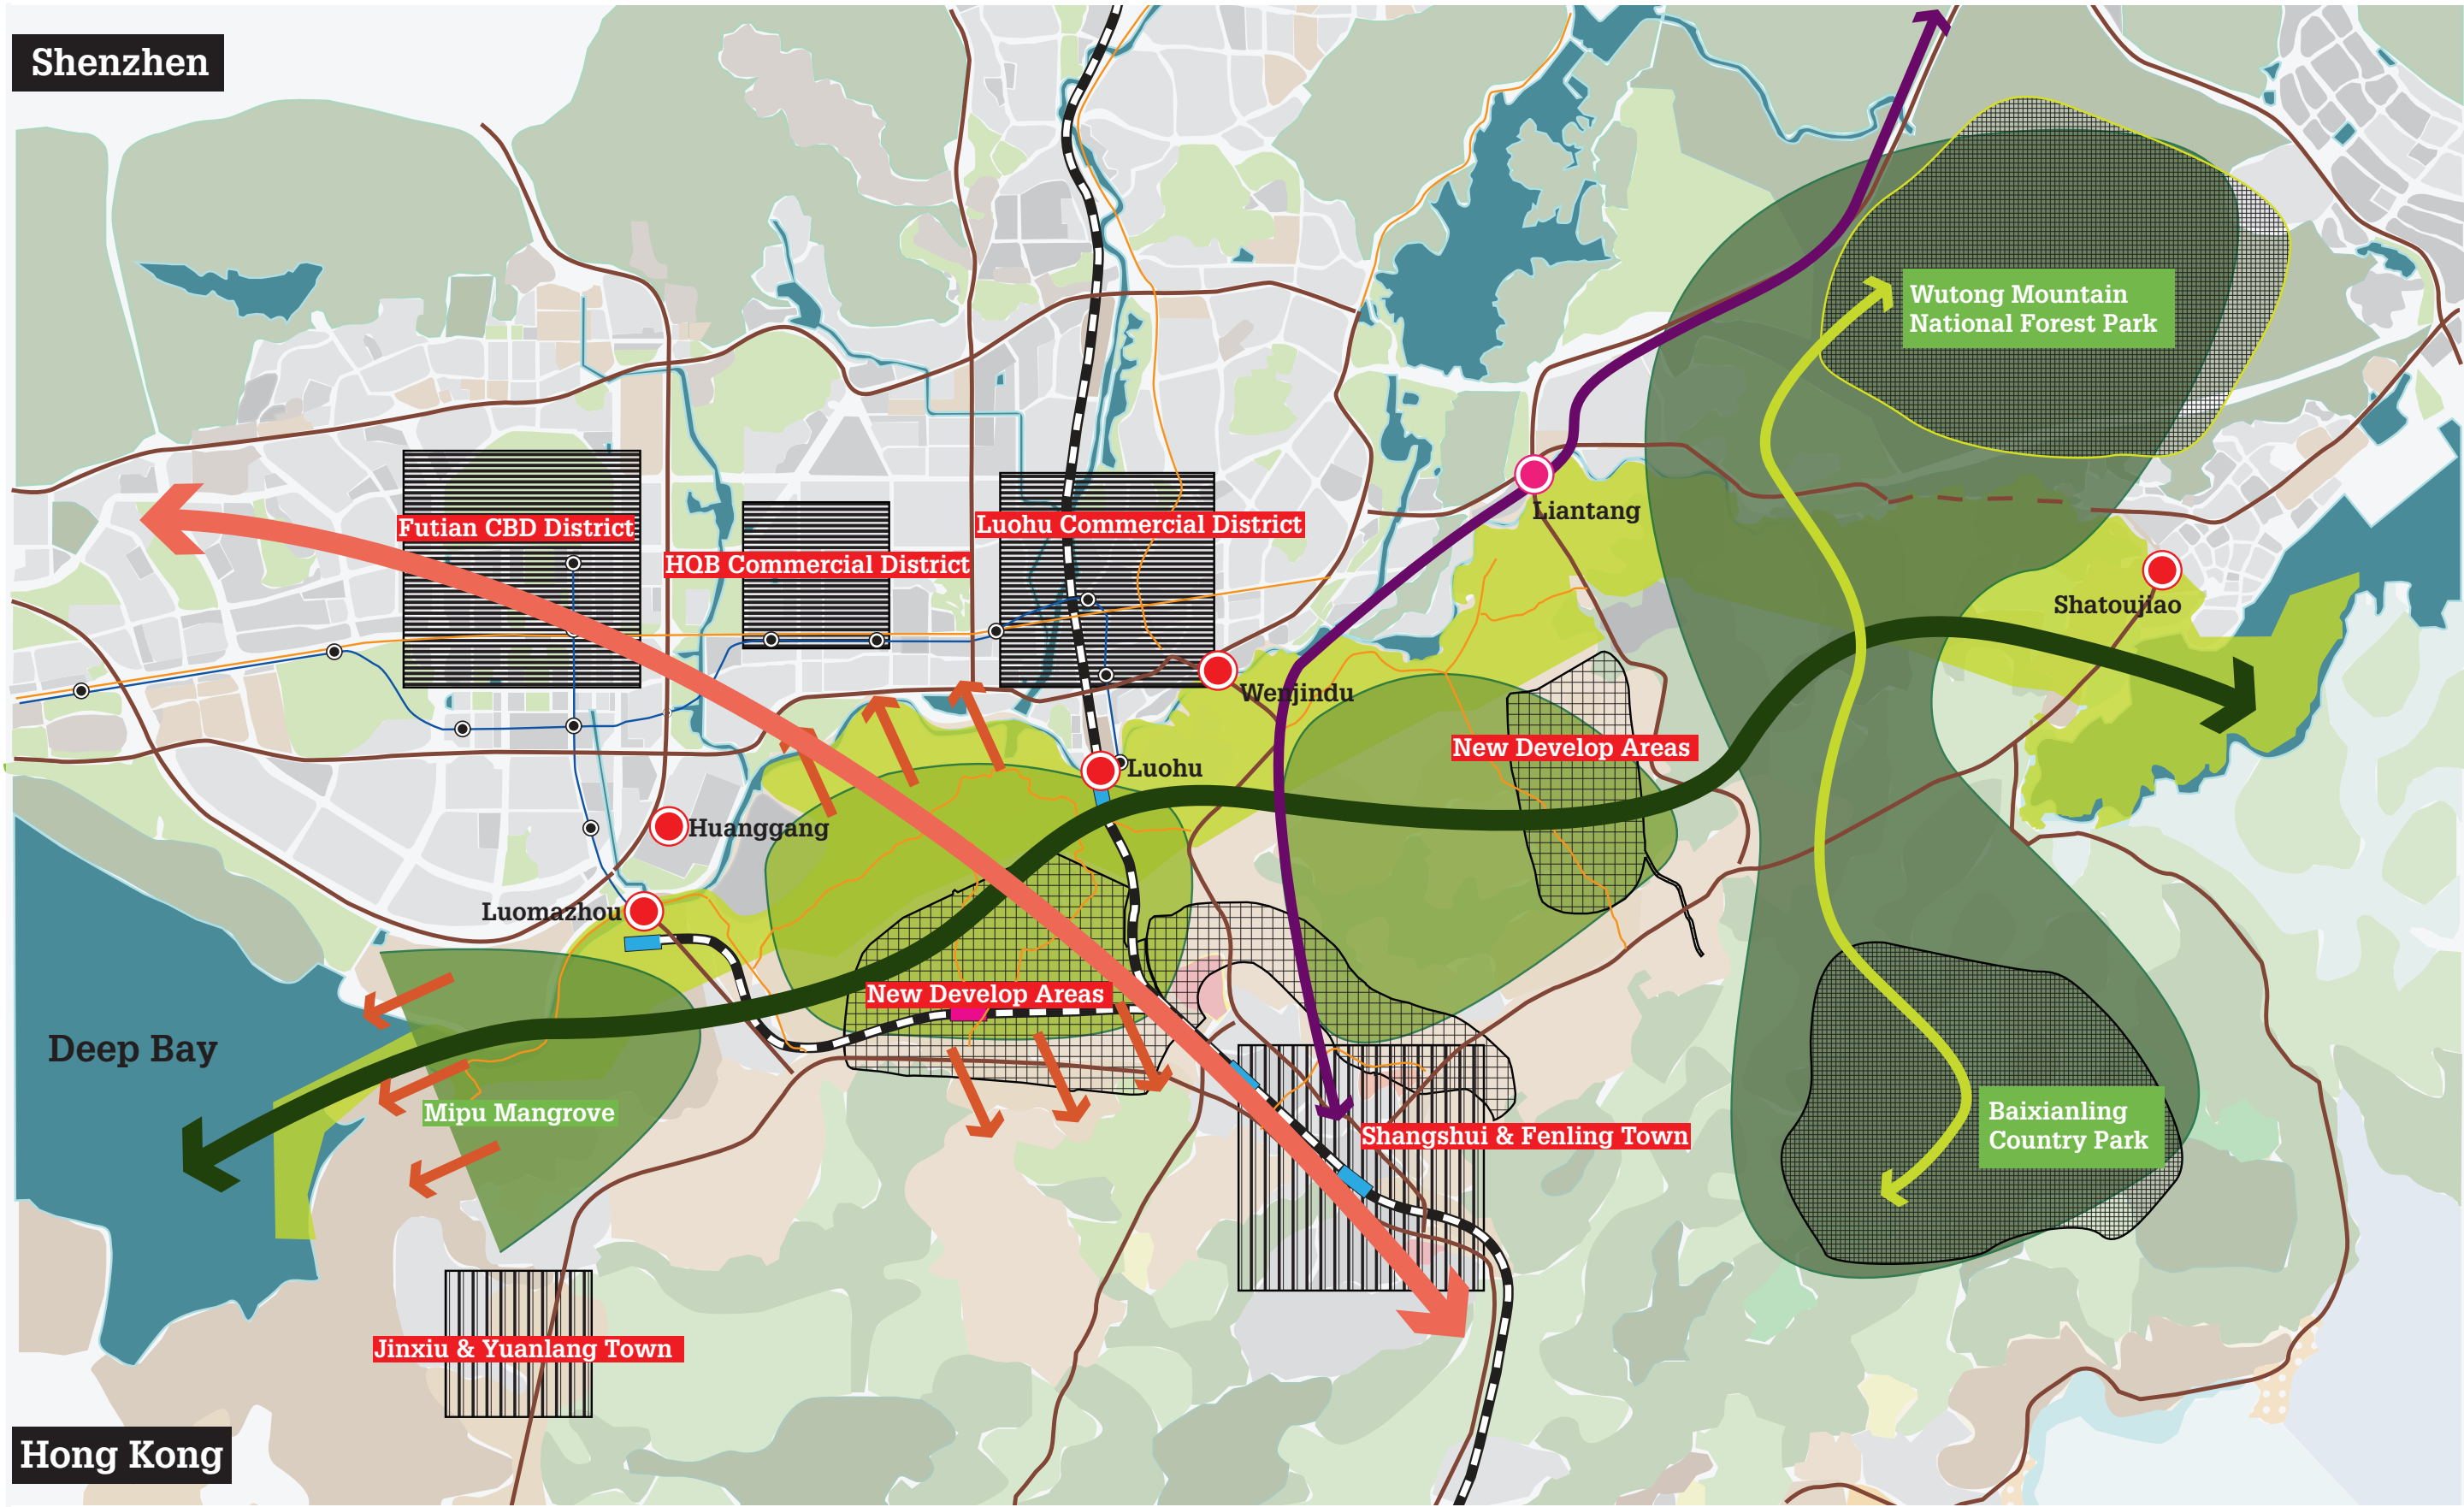 Shenzhen
Wutong Mountain
National Forest Park
Futian CBD District
HQB Commercial District
Luohu Commercial District
Liantang
Shatoujiao
Wenjindu
New Develop Areas
Luohu
Huanggang
Luomazhou
New Develop Areas
Deep Bay
Mipu Mangrove
Shangshui & Fenling Town
Baixianling
Country Park
Jinxiu & Yuanlang Town
Hong Kong